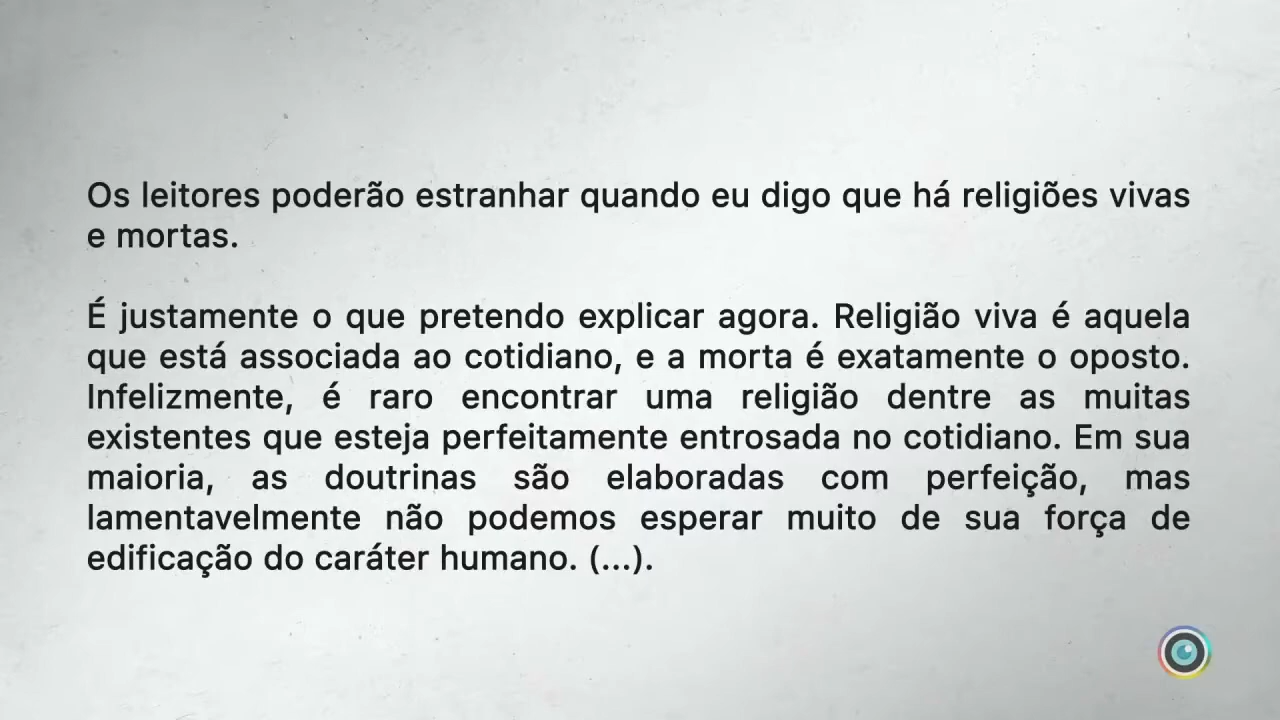 Os leitores poderão estranhar quando eu digo que há religiões vivas
e mortas.
É justamente o que pretendo explicar agora. Religião viva é aquela
que está associada ao cotidiano, e a morta é exatamente o oposto.
Infelizmente, é raro encontrar uma religião dentre as muitas
existentes que esteja perfeitamente entrosada no cotidiano. Em sua
maioria, as doutrinas são elaboradas com perfeição, mas
lamentavelmente não podemos esperar muito de sua força de
edificação do caráter humano. (...).